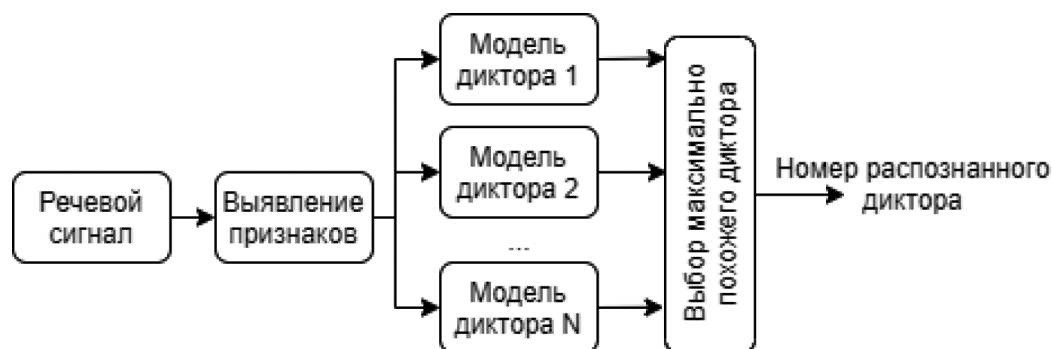 Речевой
сигнал
Выявление
признаков
Модель
диктора 1
Модель
диктора 2
...
Модель
диктора N
Выбор максимально
похожего диктора
Номер распознанного
диктора